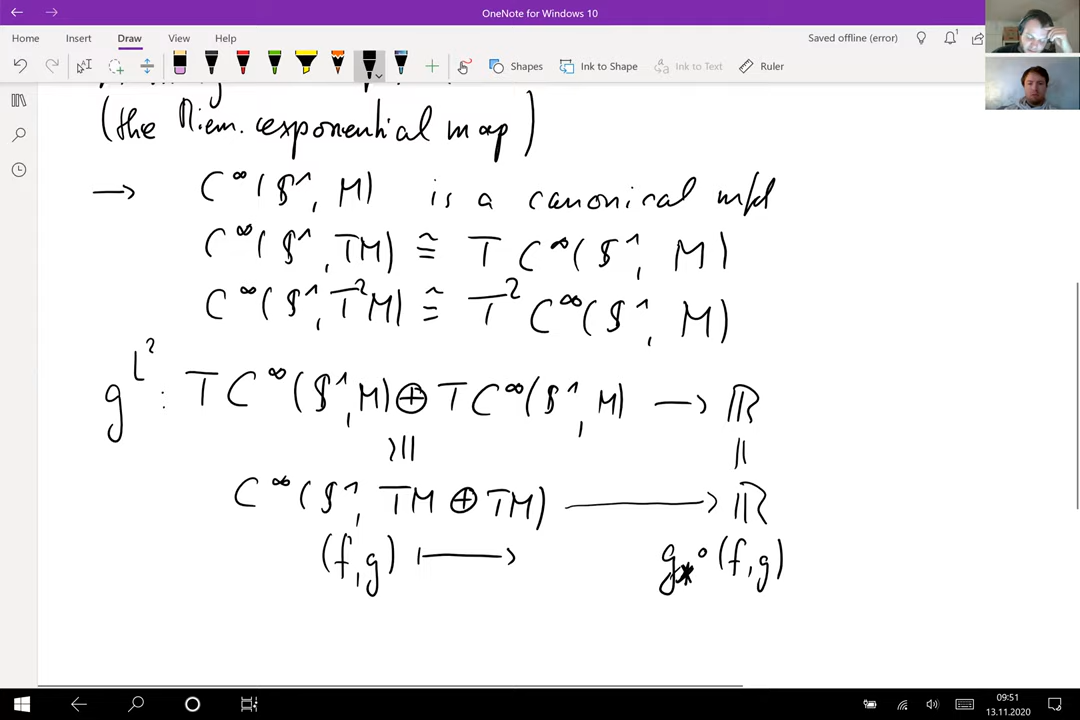 OneNote for Windows 10
Home Insert Draw View Help Saved offline (error)
Shapes Ink to Shape Ink to Text Ruler
(the Riem. exponential map)
→ C^∞(𝕊^1, M) is a canonical mfd
C^∞(𝕊^1, TM) ≅ T C^∞(𝕊^1, M)
C^∞(𝕊^1, T^2M) ≅ T^2 C^∞(𝕊^1, M)
g^{L^2} : TC^∞(𝕊^1, M) ⊕ TC^∞(𝕊^1, M) → ℝ
≅ =
C^∞(𝕊^1, TM ⊕ TM) → ℝ
(f, g) ↦ g_* ∘ (f, g)
09:51
13.11.2020